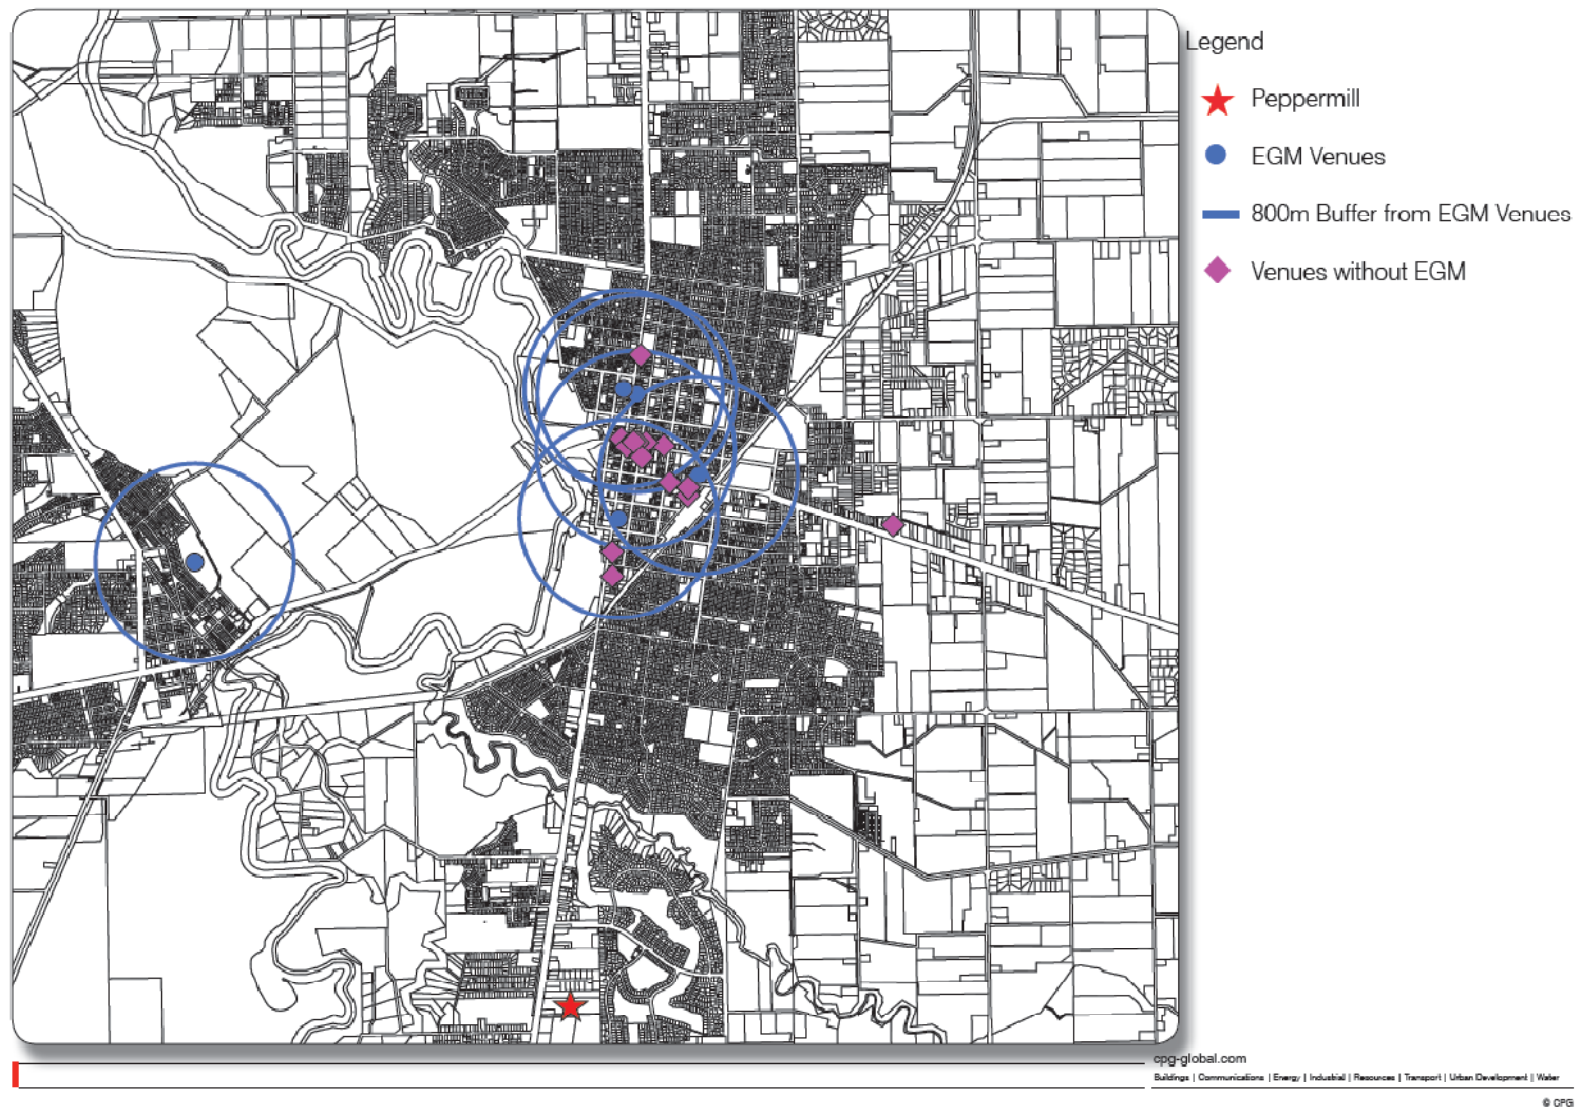 Legend
Peppermill
EGM Venues
800m Buffer from EGM Venues
Venues without EGM
cpg-global.com
Buildings | Communications | Energy || Industrial | Resources || Transport | Urban Development || Water
© CPG